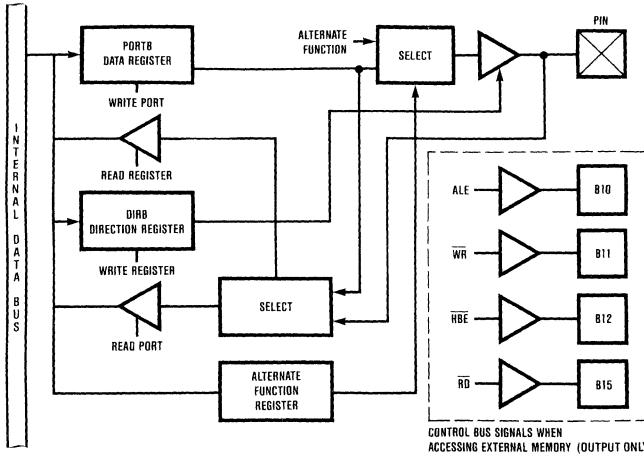 INTERNAL DATA BUS
PORTB
DATA REGISTER
WRITE PORT
ALTERNATE
FUNCTION
SELECT
PIN
READ REGISTER
DIRB
DIRECTION REGISTER
WRITE REGISTER
SELECT
READ PORT
ALTERNATE
FUNCTION
REGISTER
ALE
B10
WR
B11
HBE
B12
RD
B15
CONTROL BUS SIGNALS WHEN
ACCESSING EXTERNAL MEMORY (OUTPUT ONLY